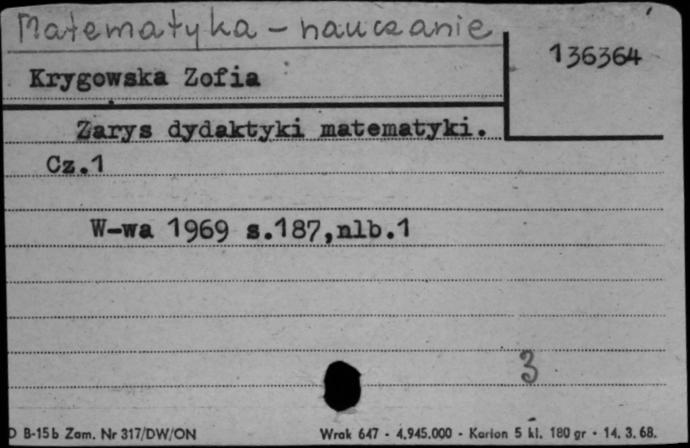 Matematyka - nauczanie
136364
Krygowska Zofia
Zarys dydaktyki matematyki.
Cz.1
W-wa 1969 s.187,nlb.1
3
D B-15b Zam. Nr 317/DW/ON
Wrak 647 - 4.945.000 - Karton 5 kl. 180 gr - 14. 3. 68.